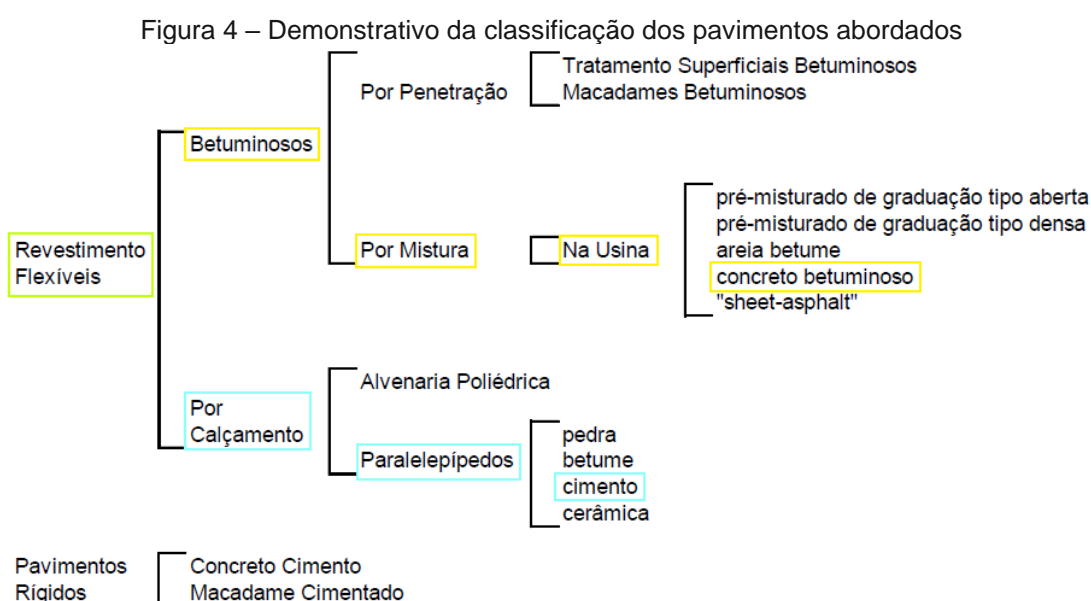 Figura 4 – Demonstrativo da classificação dos pavimentos abordados
Por Penetração
Tratamento Superficiais Betuminosos
Macadames Betuminosos
Betuminosos
Revestimento
Flexíveis
Por Mistura
Na Usina
pré-misturado de graduação tipo aberta
pré-misturado de graduação tipo densa
areia betume
concreto betuminoso
"sheet-asphalt"
Por
Calçamento
Alvenaria Poliédrica
Paralelepípedos
pedra
betume
cimento
cerâmica
Pavimentos
Rígidos
Concreto Cimento
Macadame Cimentado